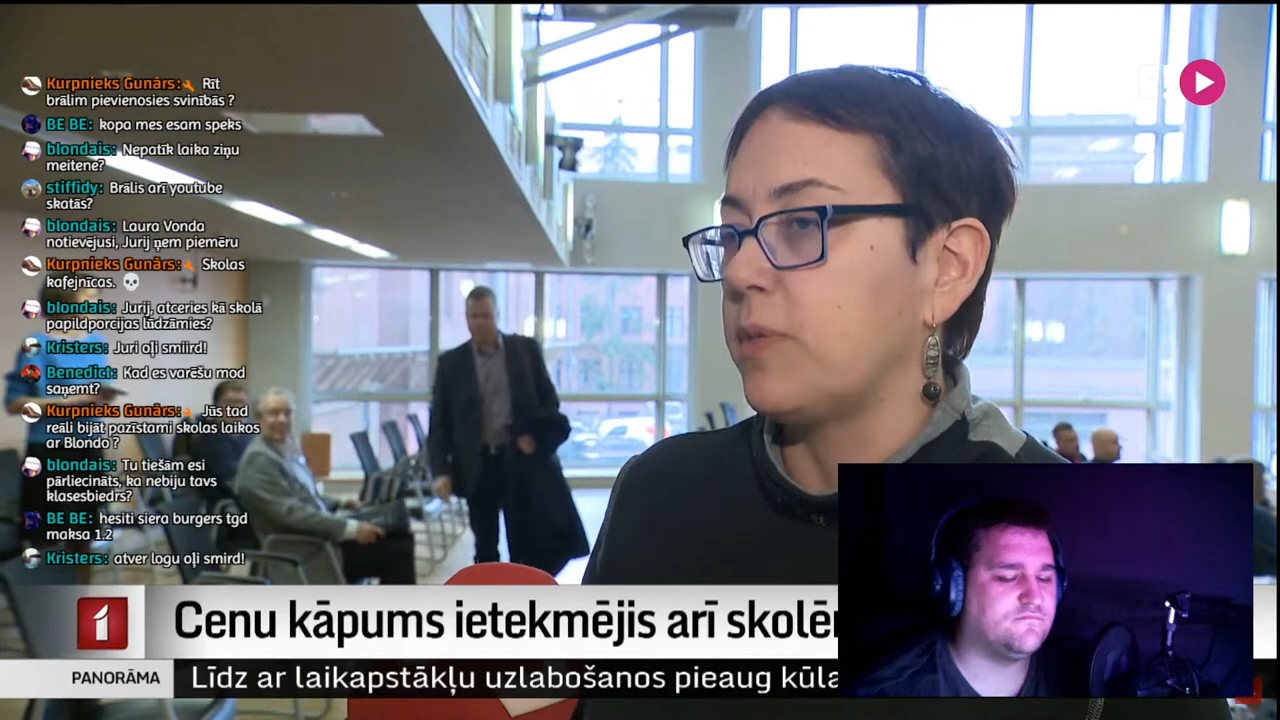 Kurpnieks Gunārs: Rīt
brālim pievienosies svinībās ?
BE BE: kopa mes esam speks
blondais: Nepatīk laika ziņu
meitene?
stiffidy: Brālis arī youtube
skatās?
blondais: Laura Vonda
notievējusi, Jurij ņem piemēru
Kurpnieks Gunārs: Skolas
kafejnīcas. 💀
blondais: Jurij, atceries kā skolā
papildporcijas lūdzāmies?
Kristers: Juri oļi smiird!
Benedict: Kad es varēšu mod
saņemt?
Kurpnieks Gunārs: Jūs tad
reāli bijāt pazīstami skolas laikos
ar Blondo ?
blondais: Tu tiešām esi
pārliecināts, ka nebiju tavs
klasesbiedrs?
BE BE: hesiti siera burgers tgd
maksa 1.2
Kristers: atver logu oļi smird!
1
Cenu kāpums ietekmējis arī skolēn
PANORĀMA
Līdz ar laikapstākļu uzlabošanos pieaug kūla